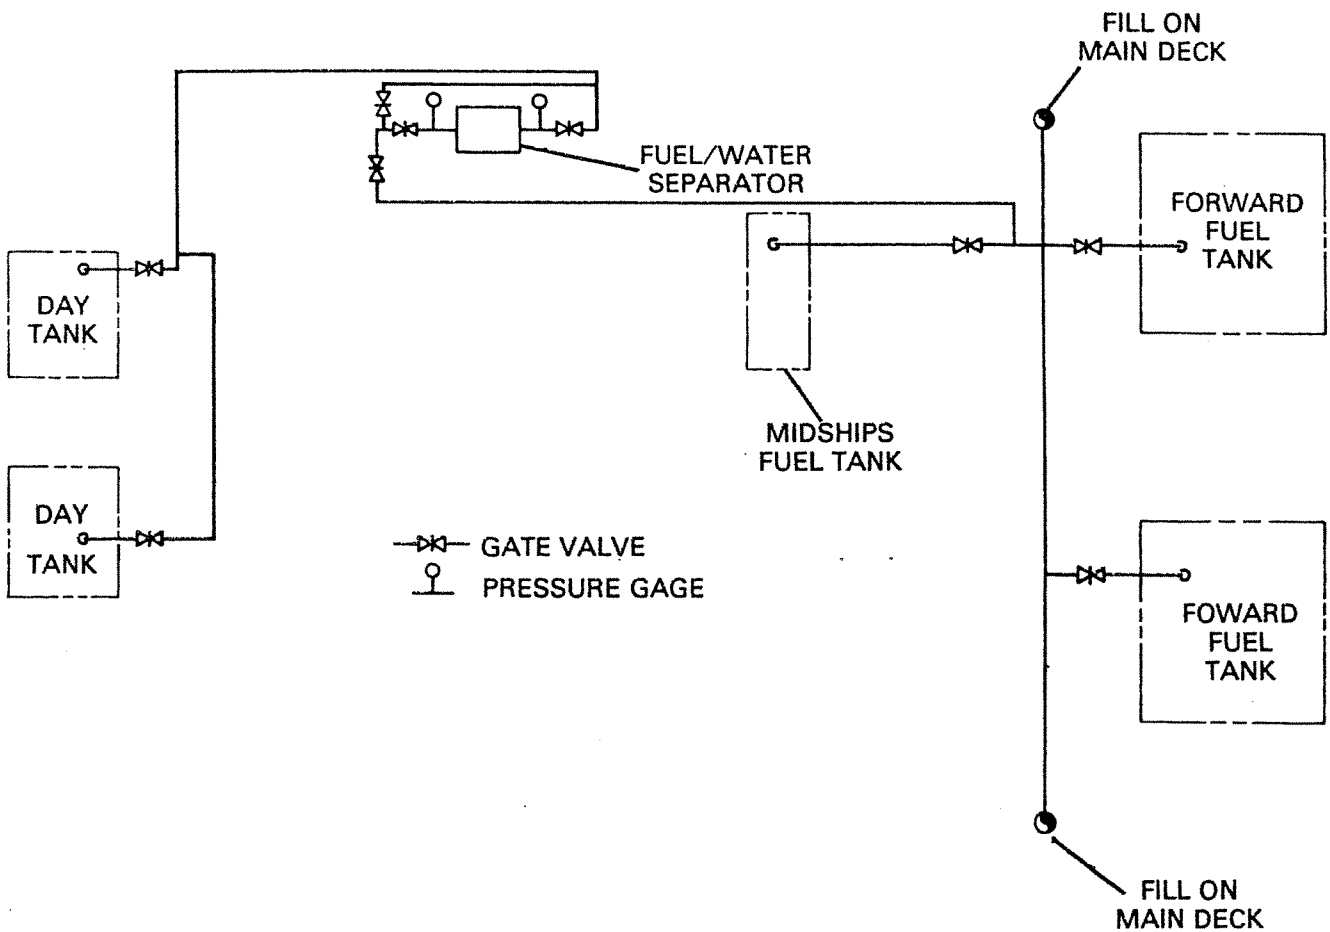 FILL ON
MAIN DECK
FUEL/WATER
SEPARATOR
FORWARD
FUEL
TANK
DAY
TANK
MIDSHIPS
FUEL TANK
DAY
TANK
GATE VALVE
PRESSURE GAGE
FOWARD
FUEL
TANK
FILL ON
MAIN DECK